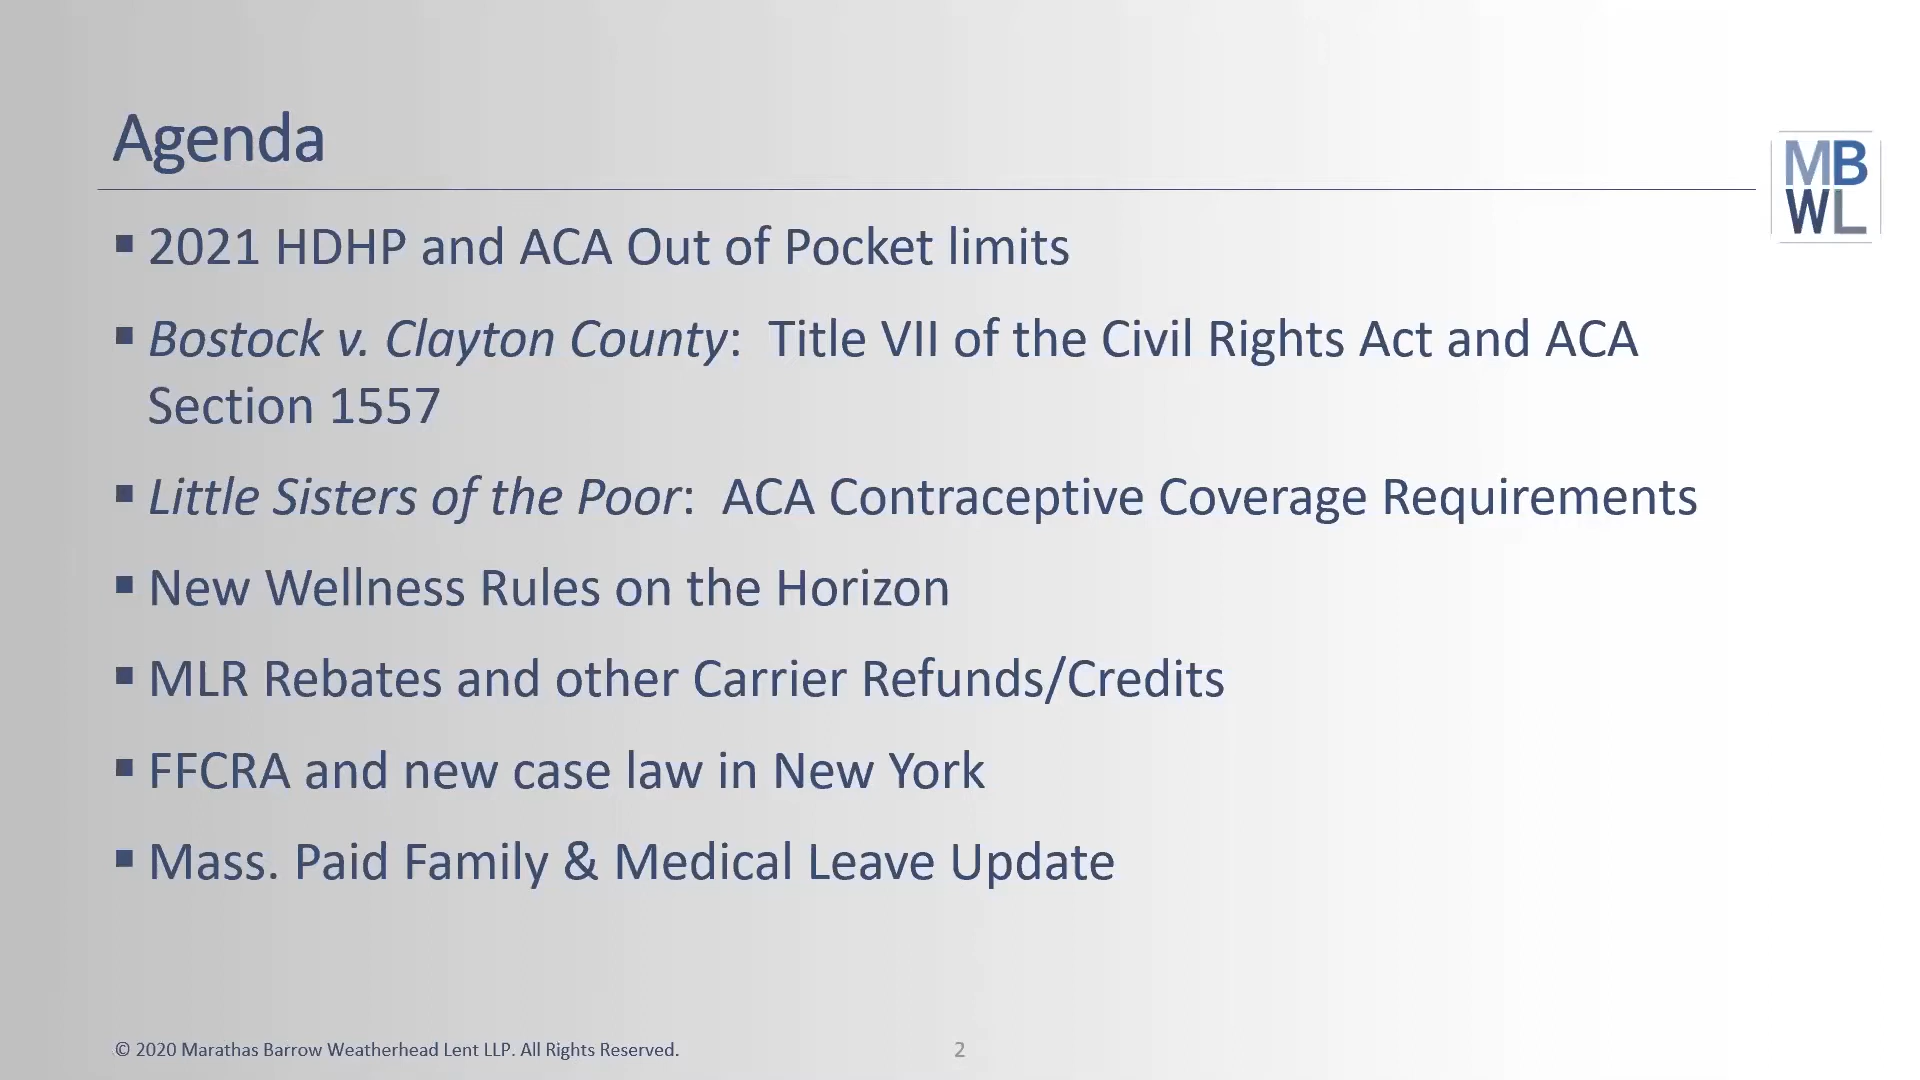 Agenda
MB
WL
▪ 2021 HDHP and ACA Out of Pocket limits
▪ Bostock v. Clayton County:  Title VII of the Civil Rights Act and ACA
Section 1557
▪ Little Sisters of the Poor:  ACA Contraceptive Coverage Requirements
▪ New Wellness Rules on the Horizon
▪ MLR Rebates and other Carrier Refunds/Credits
▪ FFCRA and new case law in New York
▪ Mass. Paid Family & Medical Leave Update
© 2020 Marathas Barrow Weatherhead Lent LLP. All Rights Reserved.
2